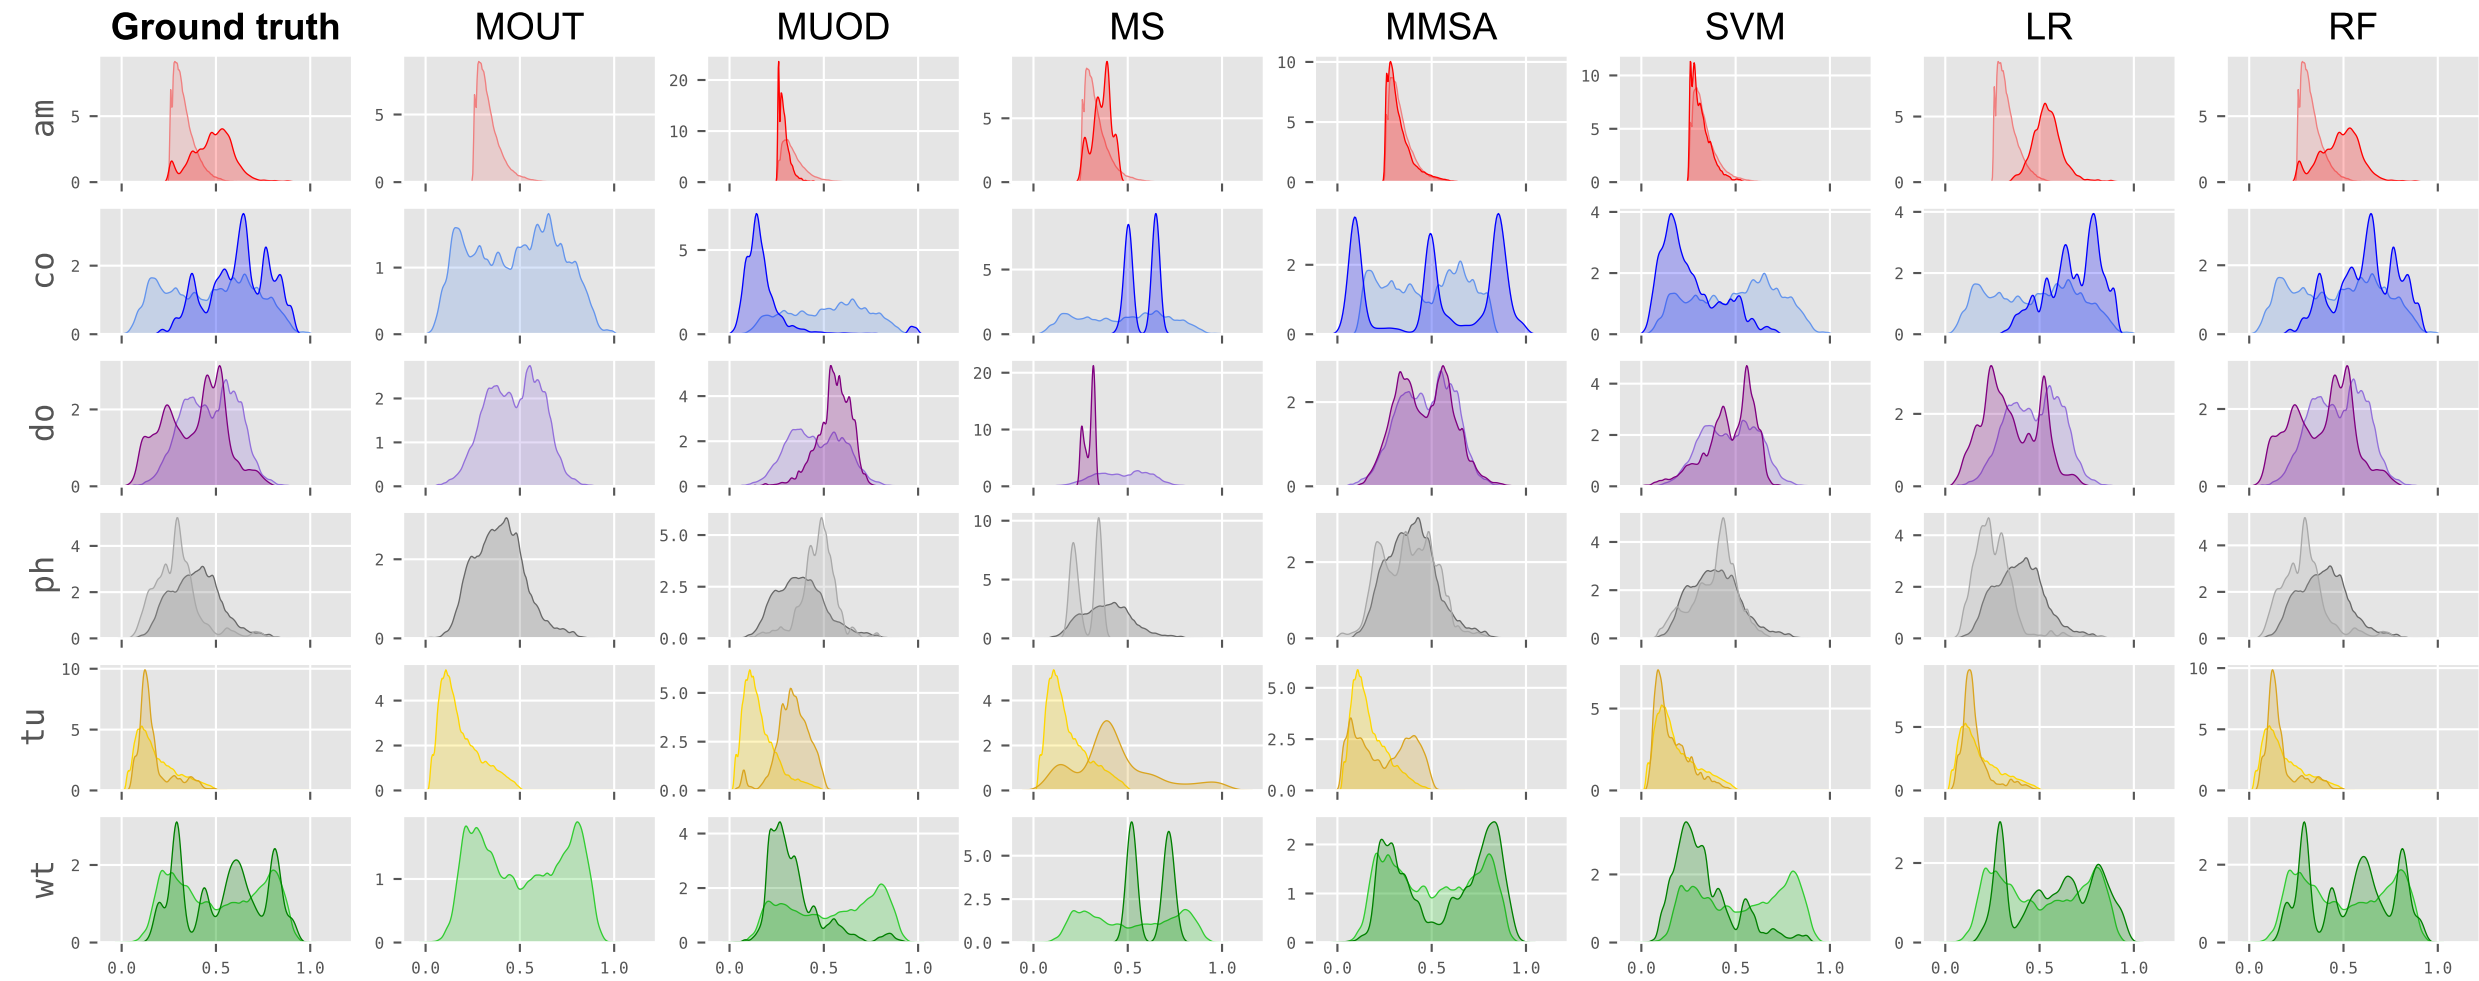 Ground truth MOUT MUOD MS MMSA SVM LR RF
am 5 0 5 0 20 10 0 5 0 10 5 0 10 5 0 5 0 5 0
co 2 0 1 0 5 0 5 0 2 0 4 2 0 4 2 0 2 0
do 2 0 2 1 0 4 2 0 20 10 0 2 0 4 2 0 2 0 2 0
ph 4 2 0 2 0 5.0 2.5 0.0 10 5 0 2 0 4 2 0 4 2 0 4 2 0
tu 10 5 0 4 2 0 5.0 2.5 0.0 4 2 0 5.0 2.5 0.0 5 0 5 0 10 5 0
wt 2 0 1 0 4 2 0 5.0 2.5 0.0 2 1 0 2 0 2 0 2 0
0.0 0.5 1.0 0.0 0.5 1.0 0.0 0.5 1.0 0.0 0.5 1.0 0.0 0.5 1.0 0.0 0.5 1.0 0.0 0.5 1.0 0.0 0.5 1.0